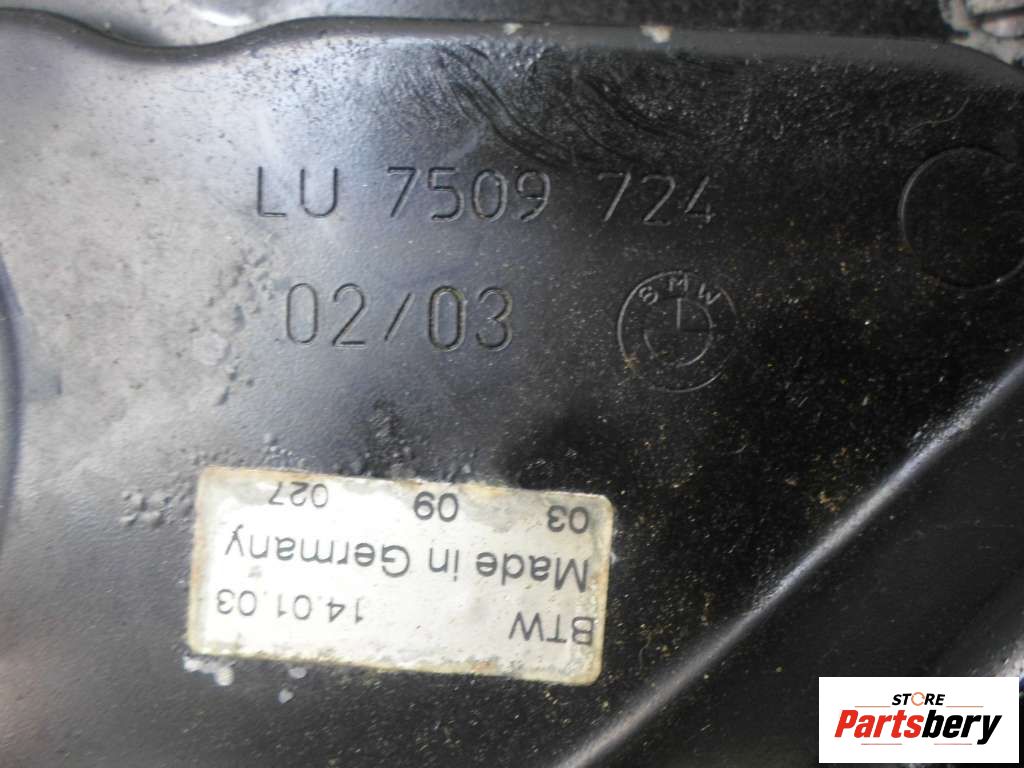 LU 7509 724
02/03
BMW
BTW 14.01.03
Made in Germany
03 09 027
STORE
Partsbery